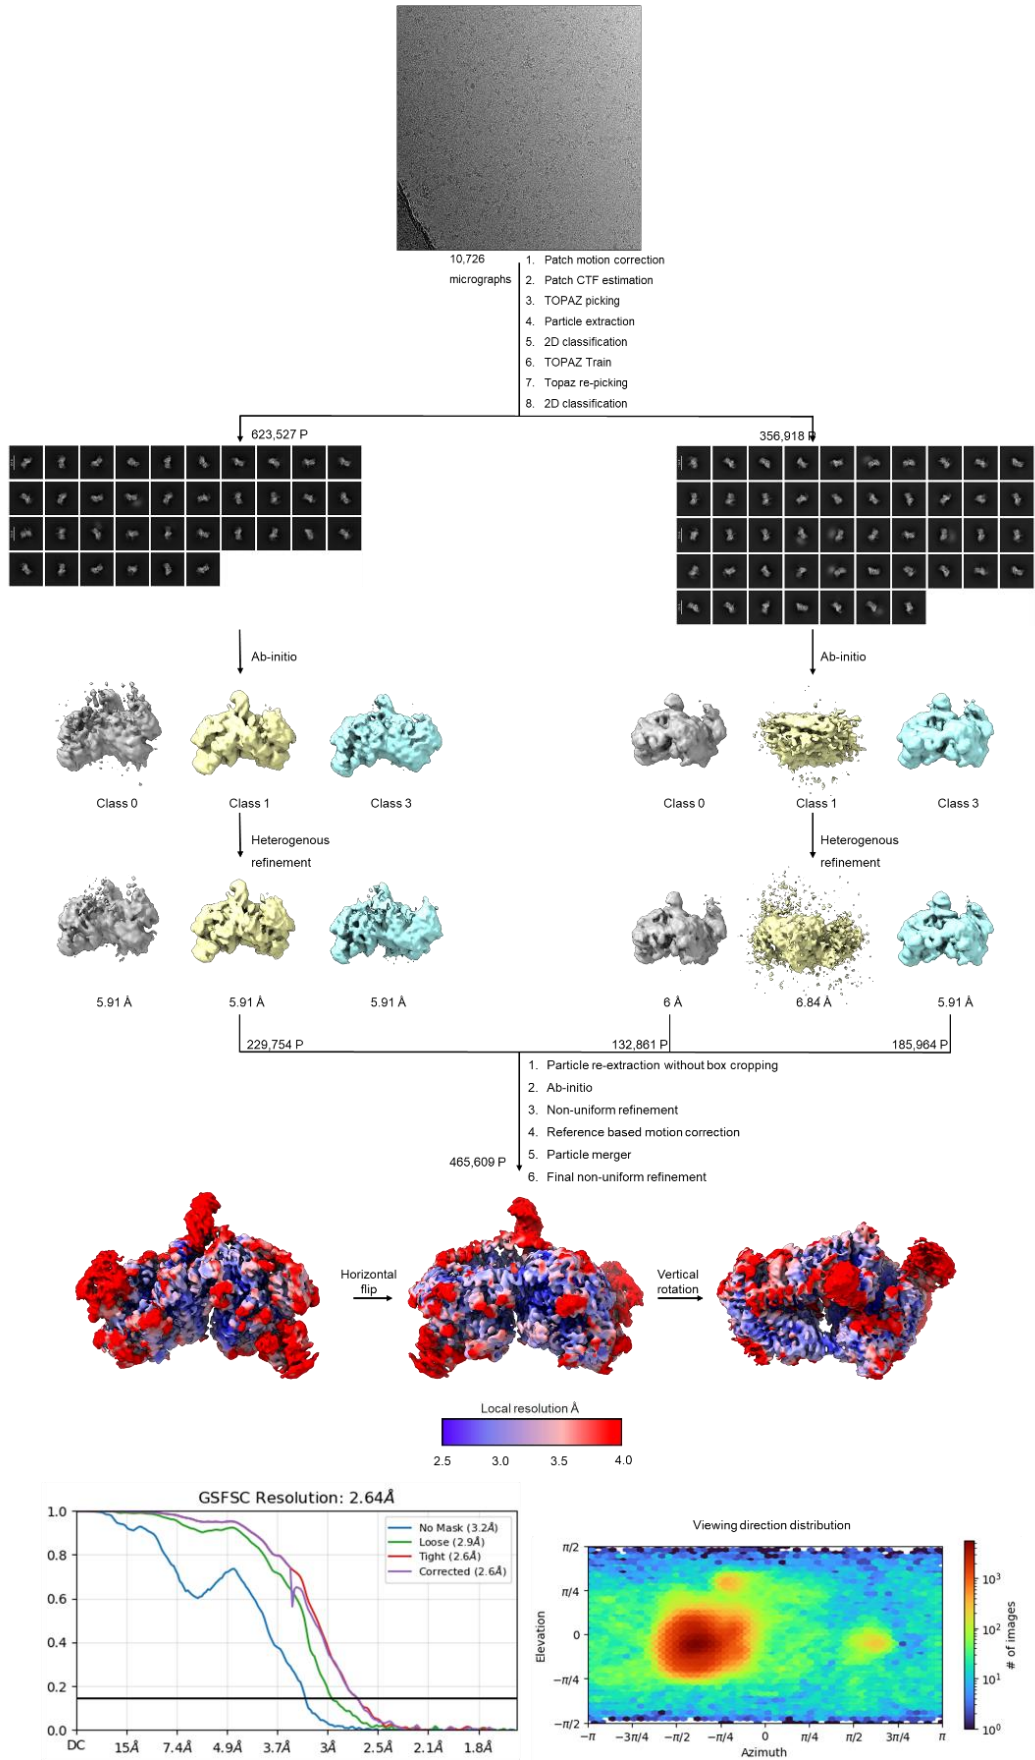 10,726
micrographs
1. Patch motion correction
2. Patch CTF estimation
3. TOPAZ picking
4. Particle extraction
5. 2D classification
6. TOPAZ Train
7. Topaz re-picking
8. 2D classification
623,527 P
356,918 P
Ab-initio
Ab-initio
Class 0
Class 1
Class 3
Class 0
Class 1
Class 3
Heterogenous
refinement
Heterogenous
refinement
5.91 Å
5.91 Å
5.91 Å
6 Å
6.84 Å
5.91 Å
229,754 P
132,861 P
185,964 P
1. Particle re-extraction without box cropping
2. Ab-initio
3. Non-uniform refinement
4. Reference based motion correction
5. Particle merger
6. Final non-uniform refinement
465,609 P
Horizontal
flip
Vertical
rotation
Local resolution Å
2.5 3.0 3.5 4.0
GSFSC Resolution: 2.64Å
1.0
0.8
0.6
0.4
0.2
0.0
No Mask (3.2Å)
Loose (2.9Å)
Tight (2.6Å)
Corrected (2.6Å)
DC 15Å 7.4Å 4.9Å 3.7Å 3Å 2.5Å 2.1Å 1.8Å
Viewing direction distribution
π/2
π/4
0
−π/4
−π/2
Elevation
−π −3π/4 −π/2 −π/4 0 π/4 π/2 3π/4 π
Azimuth
10³
10²
10¹
10⁰
# of images